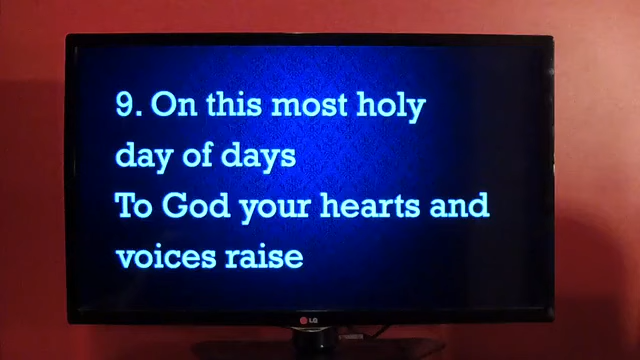 9. On this most holy
day of days
To God your hearts and
voices raise
LG